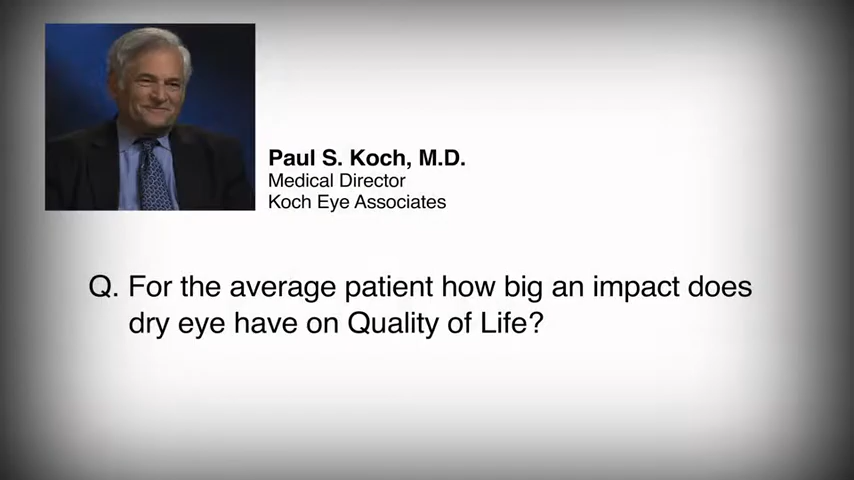 Paul S. Koch, M.D.
Medical Director
Koch Eye Associates
Q. For the average patient how big an impact does
dry eye have on Quality of Life?